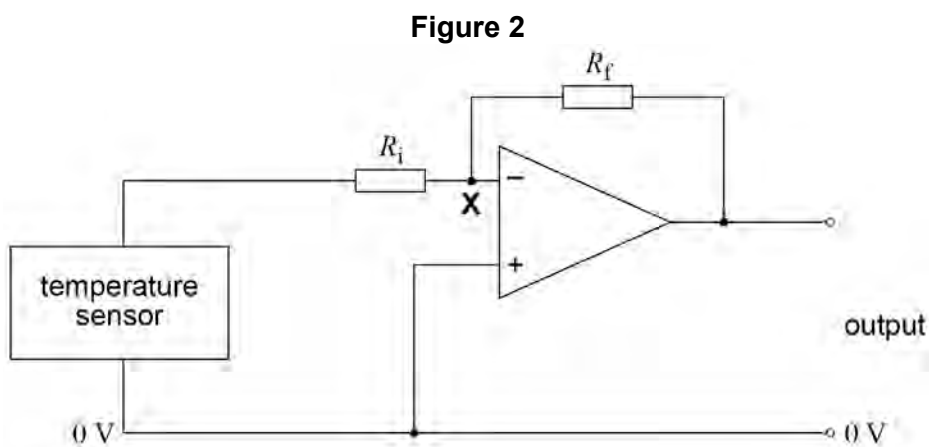 Figure 2
R_f
R_i
X
−
+
temperature
sensor
output
0 V
0 V